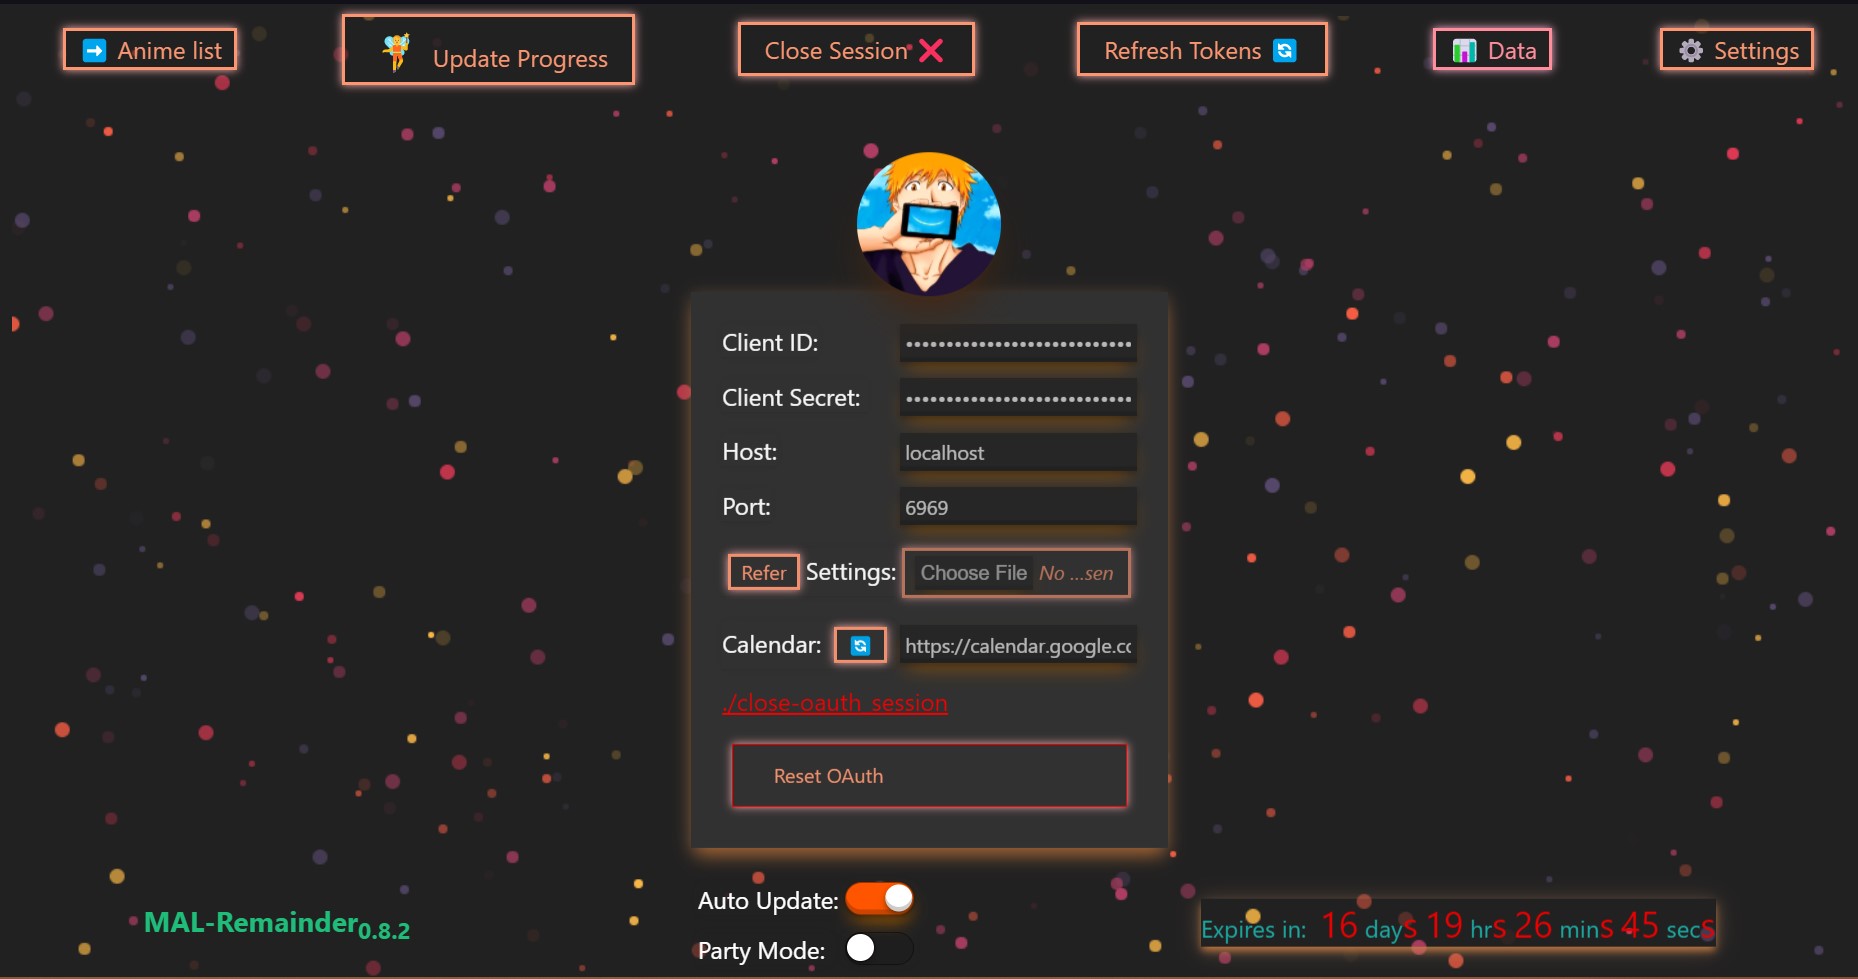 Anime list
Update Progress
Close Session
Refresh Tokens
Data
Settings
Client ID: ••••••••••••••••••••••••••••
Client Secret: ••••••••••••••••••••••••••••
Host: localhost
Port: 6969
Refer Settings: Choose File No ...sen
Calendar: https://calendar.google.cc
./close-oauth_session
Reset OAuth
Auto Update:
Party Mode:
MAL-Remainder0.8.2
Expires in: 16 days 19 hrs 26 mins 45 secs